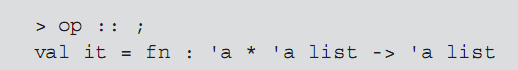 > op :: ;
val it = fn : 'a * 'a list -> 'a list